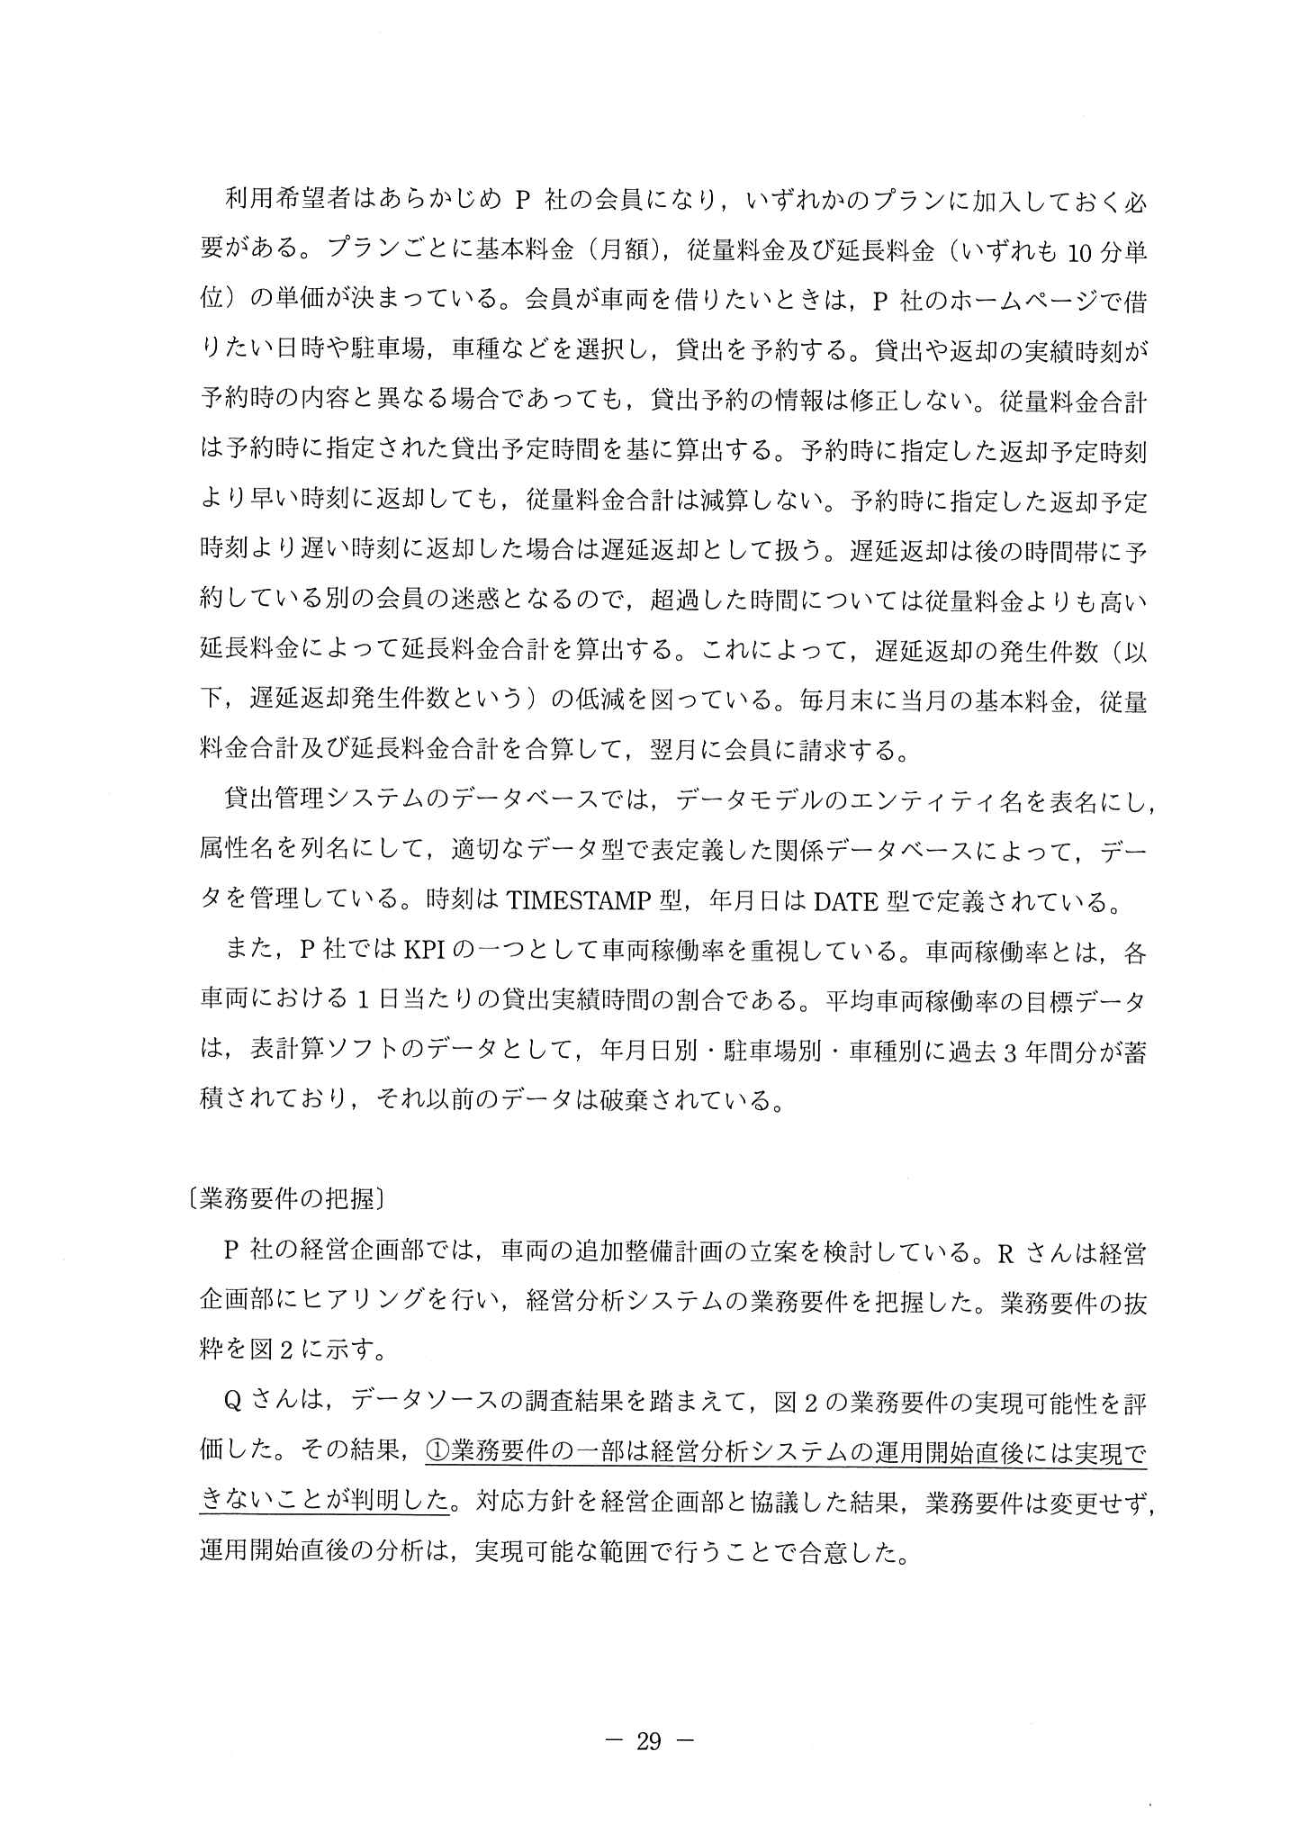 利用希望者はあらかじめ P 社の会員になり，いずれかのプランに加入しておく必
要がある。プランごとに基本料金（月額），従量料金及び延長料金（いずれも 10 分単
位）の単価が決まっている。会員が車両を借りたいときは，P 社のホームページで借
りたい日時や駐車場，車種などを選択し，貸出を予約する。貸出や返却の実績時刻が
予約時の内容と異なる場合であっても，貸出予約の情報は修正しない。従量料金合計
は予約時に指定された貸出予定時間を基に算出する。予約時に指定した返却予定時刻
より早い時刻に返却しても，従量料金合計は減算しない。予約時に指定した返却予定
時刻より遅い時刻に返却した場合は遅延返却として扱う。遅延返却は後の時間帯に予
約している別の会員の迷惑となるので，超過した時間については従量料金よりも高い
延長料金によって延長料金合計を算出する。これによって，遅延返却の発生件数（以
下，遅延返却発生件数という）の低減を図っている。毎月末に当月の基本料金，従量
料金合計及び延長料金合計を合算して，翌月に会員に請求する。
貸出管理システムのデータベースでは，データモデルのエンティティ名を表名にし，
属性名を列名にして，適切なデータ型で表定義した関係データベースによって，デー
タを管理している。時刻は TIMESTAMP 型，年月日は DATE 型で定義されている。
また，P 社では KPI の一つとして車両稼働率を重視している。車両稼働率とは，各
車両における 1 日当たりの貸出実績時間の割合である。平均車両稼働率の目標データ
は，表計算ソフトのデータとして，年月日別・駐車場別・車種別に過去 3 年間分が蓄
積されており，それ以前のデータは破棄されている。
〔業務要件の把握〕
P 社の経営企画部では，車両の追加整備計画の立案を検討している。R さんは経営
企画部にヒアリングを行い，経営分析システムの業務要件を把握した。業務要件の抜
粋を図 2 に示す。
Q さんは，データソースの調査結果を踏まえて，図 2 の業務要件の実現可能性を評
価した。その結果，①業務要件の一部は経営分析システムの運用開始直後には実現で
きないことが判明した。対応方針を経営企画部と協議した結果，業務要件は変更せず，
運用開始直後の分析は，実現可能な範囲で行うことで合意した。
－ 29 －